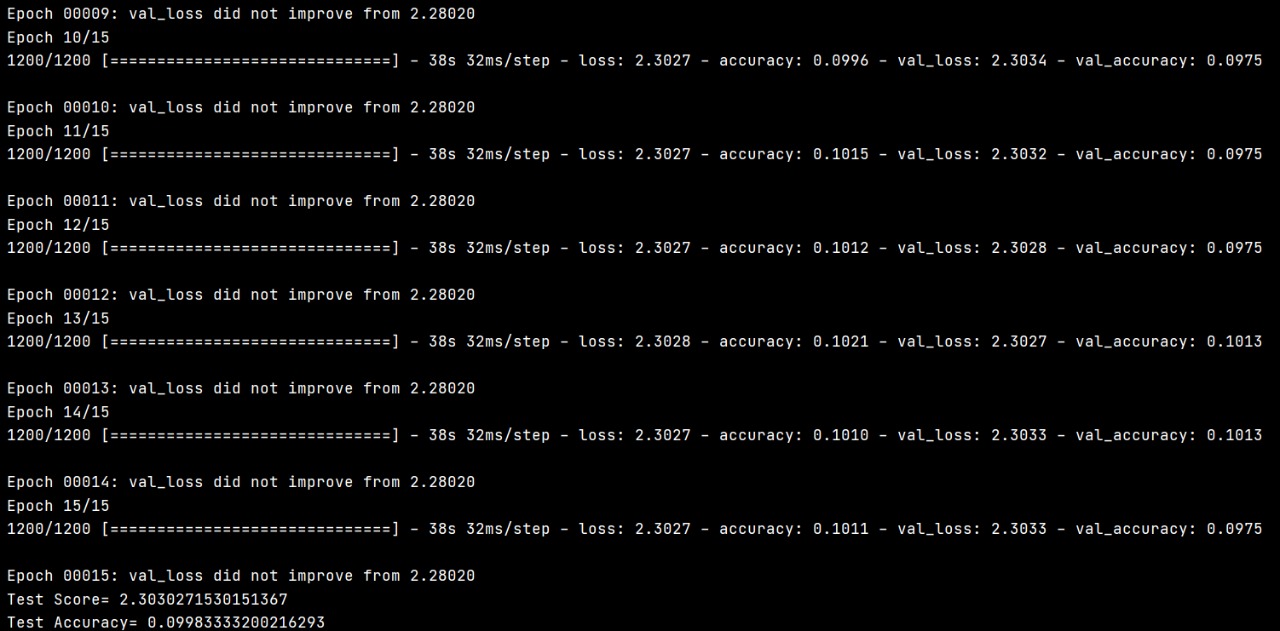 Epoch 00009: val_loss did not improve from 2.28020
Epoch 10/15
1200/1200 [==============================] - 38s 32ms/step - loss: 2.3027 - accuracy: 0.0996 - val_loss: 2.3034 - val_accuracy: 0.0975
Epoch 00010: val_loss did not improve from 2.28020
Epoch 11/15
1200/1200 [==============================] - 38s 32ms/step - loss: 2.3027 - accuracy: 0.1015 - val_loss: 2.3032 - val_accuracy: 0.0975
Epoch 00011: val_loss did not improve from 2.28020
Epoch 12/15
1200/1200 [==============================] - 38s 32ms/step - loss: 2.3027 - accuracy: 0.1012 - val_loss: 2.3028 - val_accuracy: 0.0975
Epoch 00012: val_loss did not improve from 2.28020
Epoch 13/15
1200/1200 [==============================] - 38s 32ms/step - loss: 2.3028 - accuracy: 0.1021 - val_loss: 2.3027 - val_accuracy: 0.1013
Epoch 00013: val_loss did not improve from 2.28020
Epoch 14/15
1200/1200 [==============================] - 38s 32ms/step - loss: 2.3027 - accuracy: 0.1010 - val_loss: 2.3033 - val_accuracy: 0.1013
Epoch 00014: val_loss did not improve from 2.28020
Epoch 15/15
1200/1200 [==============================] - 38s 32ms/step - loss: 2.3027 - accuracy: 0.1011 - val_loss: 2.3033 - val_accuracy: 0.0975
Epoch 00015: val_loss did not improve from 2.28020
Test Score= 2.3030271530151367
Test Accuracy= 0.09983333200216293